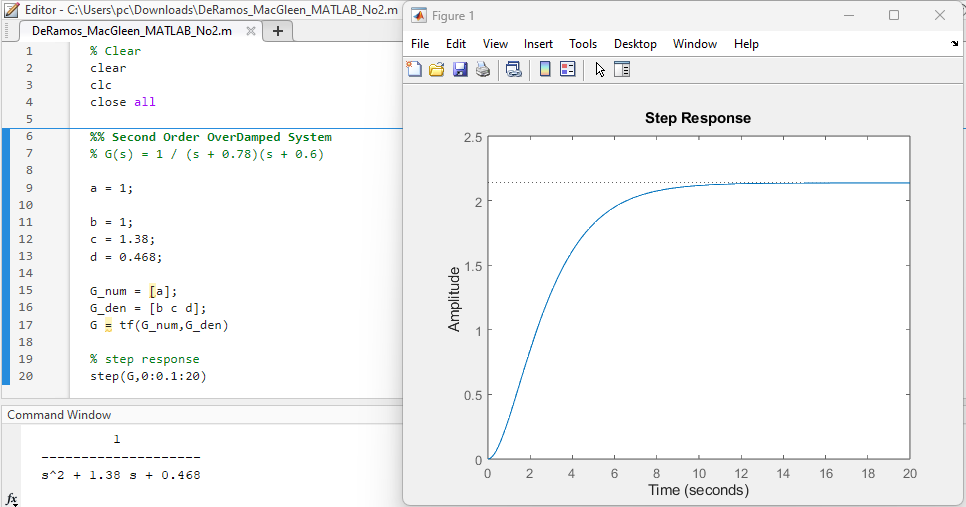 Editor - C:\Users\pc\Downloads\DeRamos_MacGleen_MATLAB_No2.m
DeRamos_MacGleen_MATLAB_No2.m
1 % Clear
2 clear
3 clc
4 close all
5
6 %% Second Order OverDamped System
7 % G(s) = 1 / (s + 0.78)(s + 0.6)
8
9 a = 1;
10
11 b = 1;
12 c = 1.38;
13 d = 0.468;
14
15 G_num = [a];
16 G_den = [b c d];
17 G = tf(G_num,G_den)
18
19 % step response
20 step(G,0:0.1:20)
Command Window
1
--------------------
s^2 + 1.38 s + 0.468
fx
Figure 1
File Edit View Insert Tools Desktop Window Help
Step Response
2.5
2
1.5
1
0.5
0
Amplitude
0 2 4 6 8 10 12 14 16 18 20
Time (seconds)